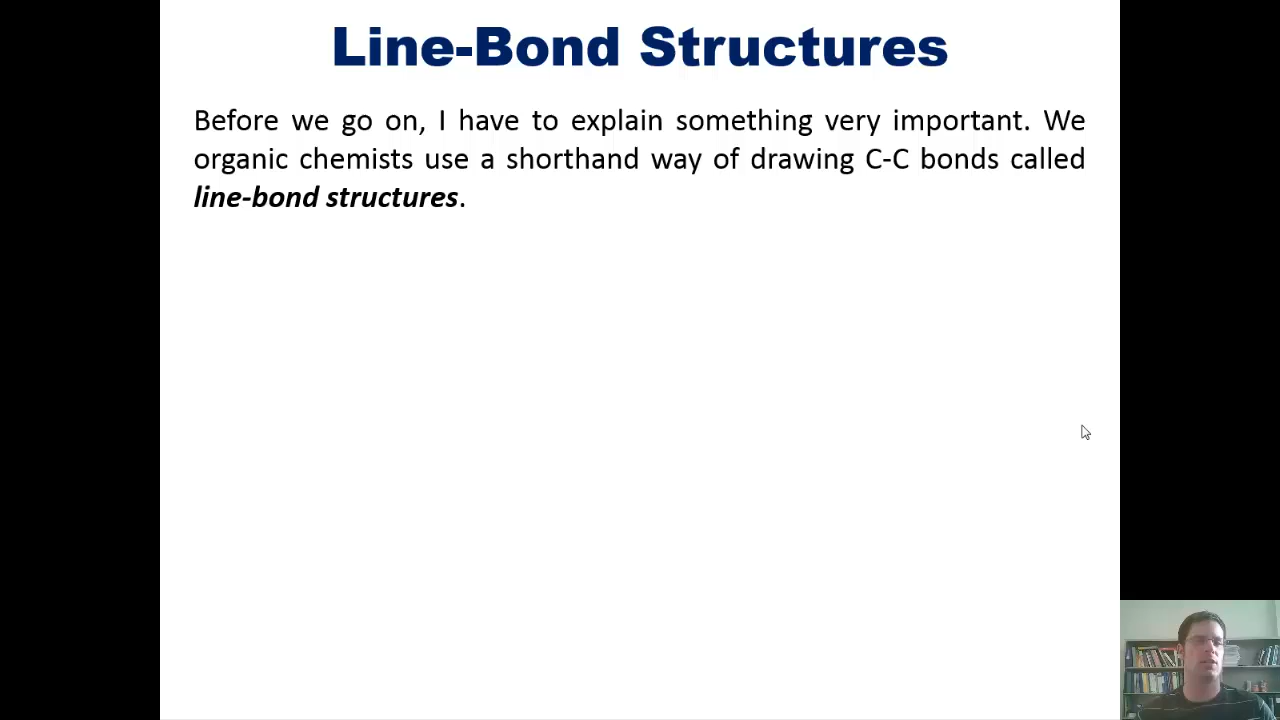 Line-Bond Structures
Before we go on, I have to explain something very important. We
organic chemists use a shorthand way of drawing C-C bonds called
line-bond structures.